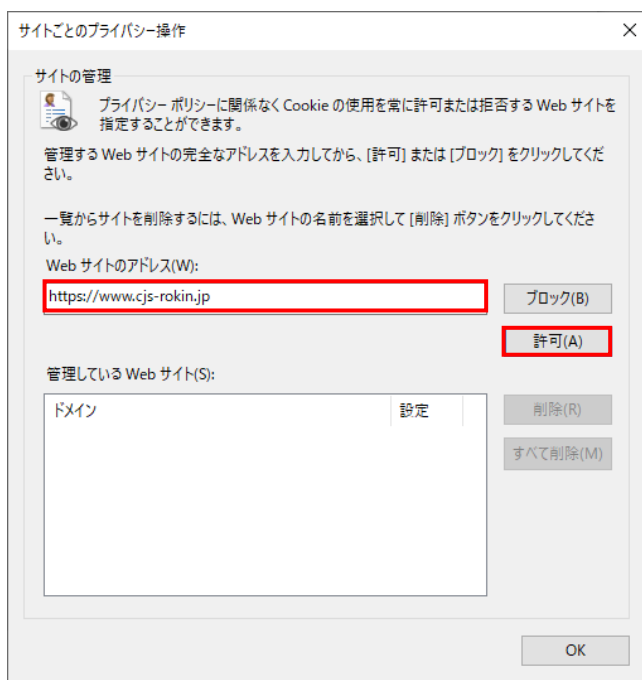 サイトごとのプライバシー操作
サイトの管理
プライバシー ポリシーに関係なく Cookie の使用を常に許可または拒否する Web サイトを
指定することができます。
管理する Web サイトの完全なアドレスを入力してから、[許可] または [ブロック] をクリックしてくだ
さい。
一覧からサイトを削除するには、Web サイトの名前を選択して [削除] ボタンをクリックしてくださ
い。
Web サイトのアドレス(W):
https://www.cjs-rokin.jp
ブロック(B)
許可(A)
管理している Web サイト(S):
ドメイン 設定
削除(R)
すべて削除(M)
OK